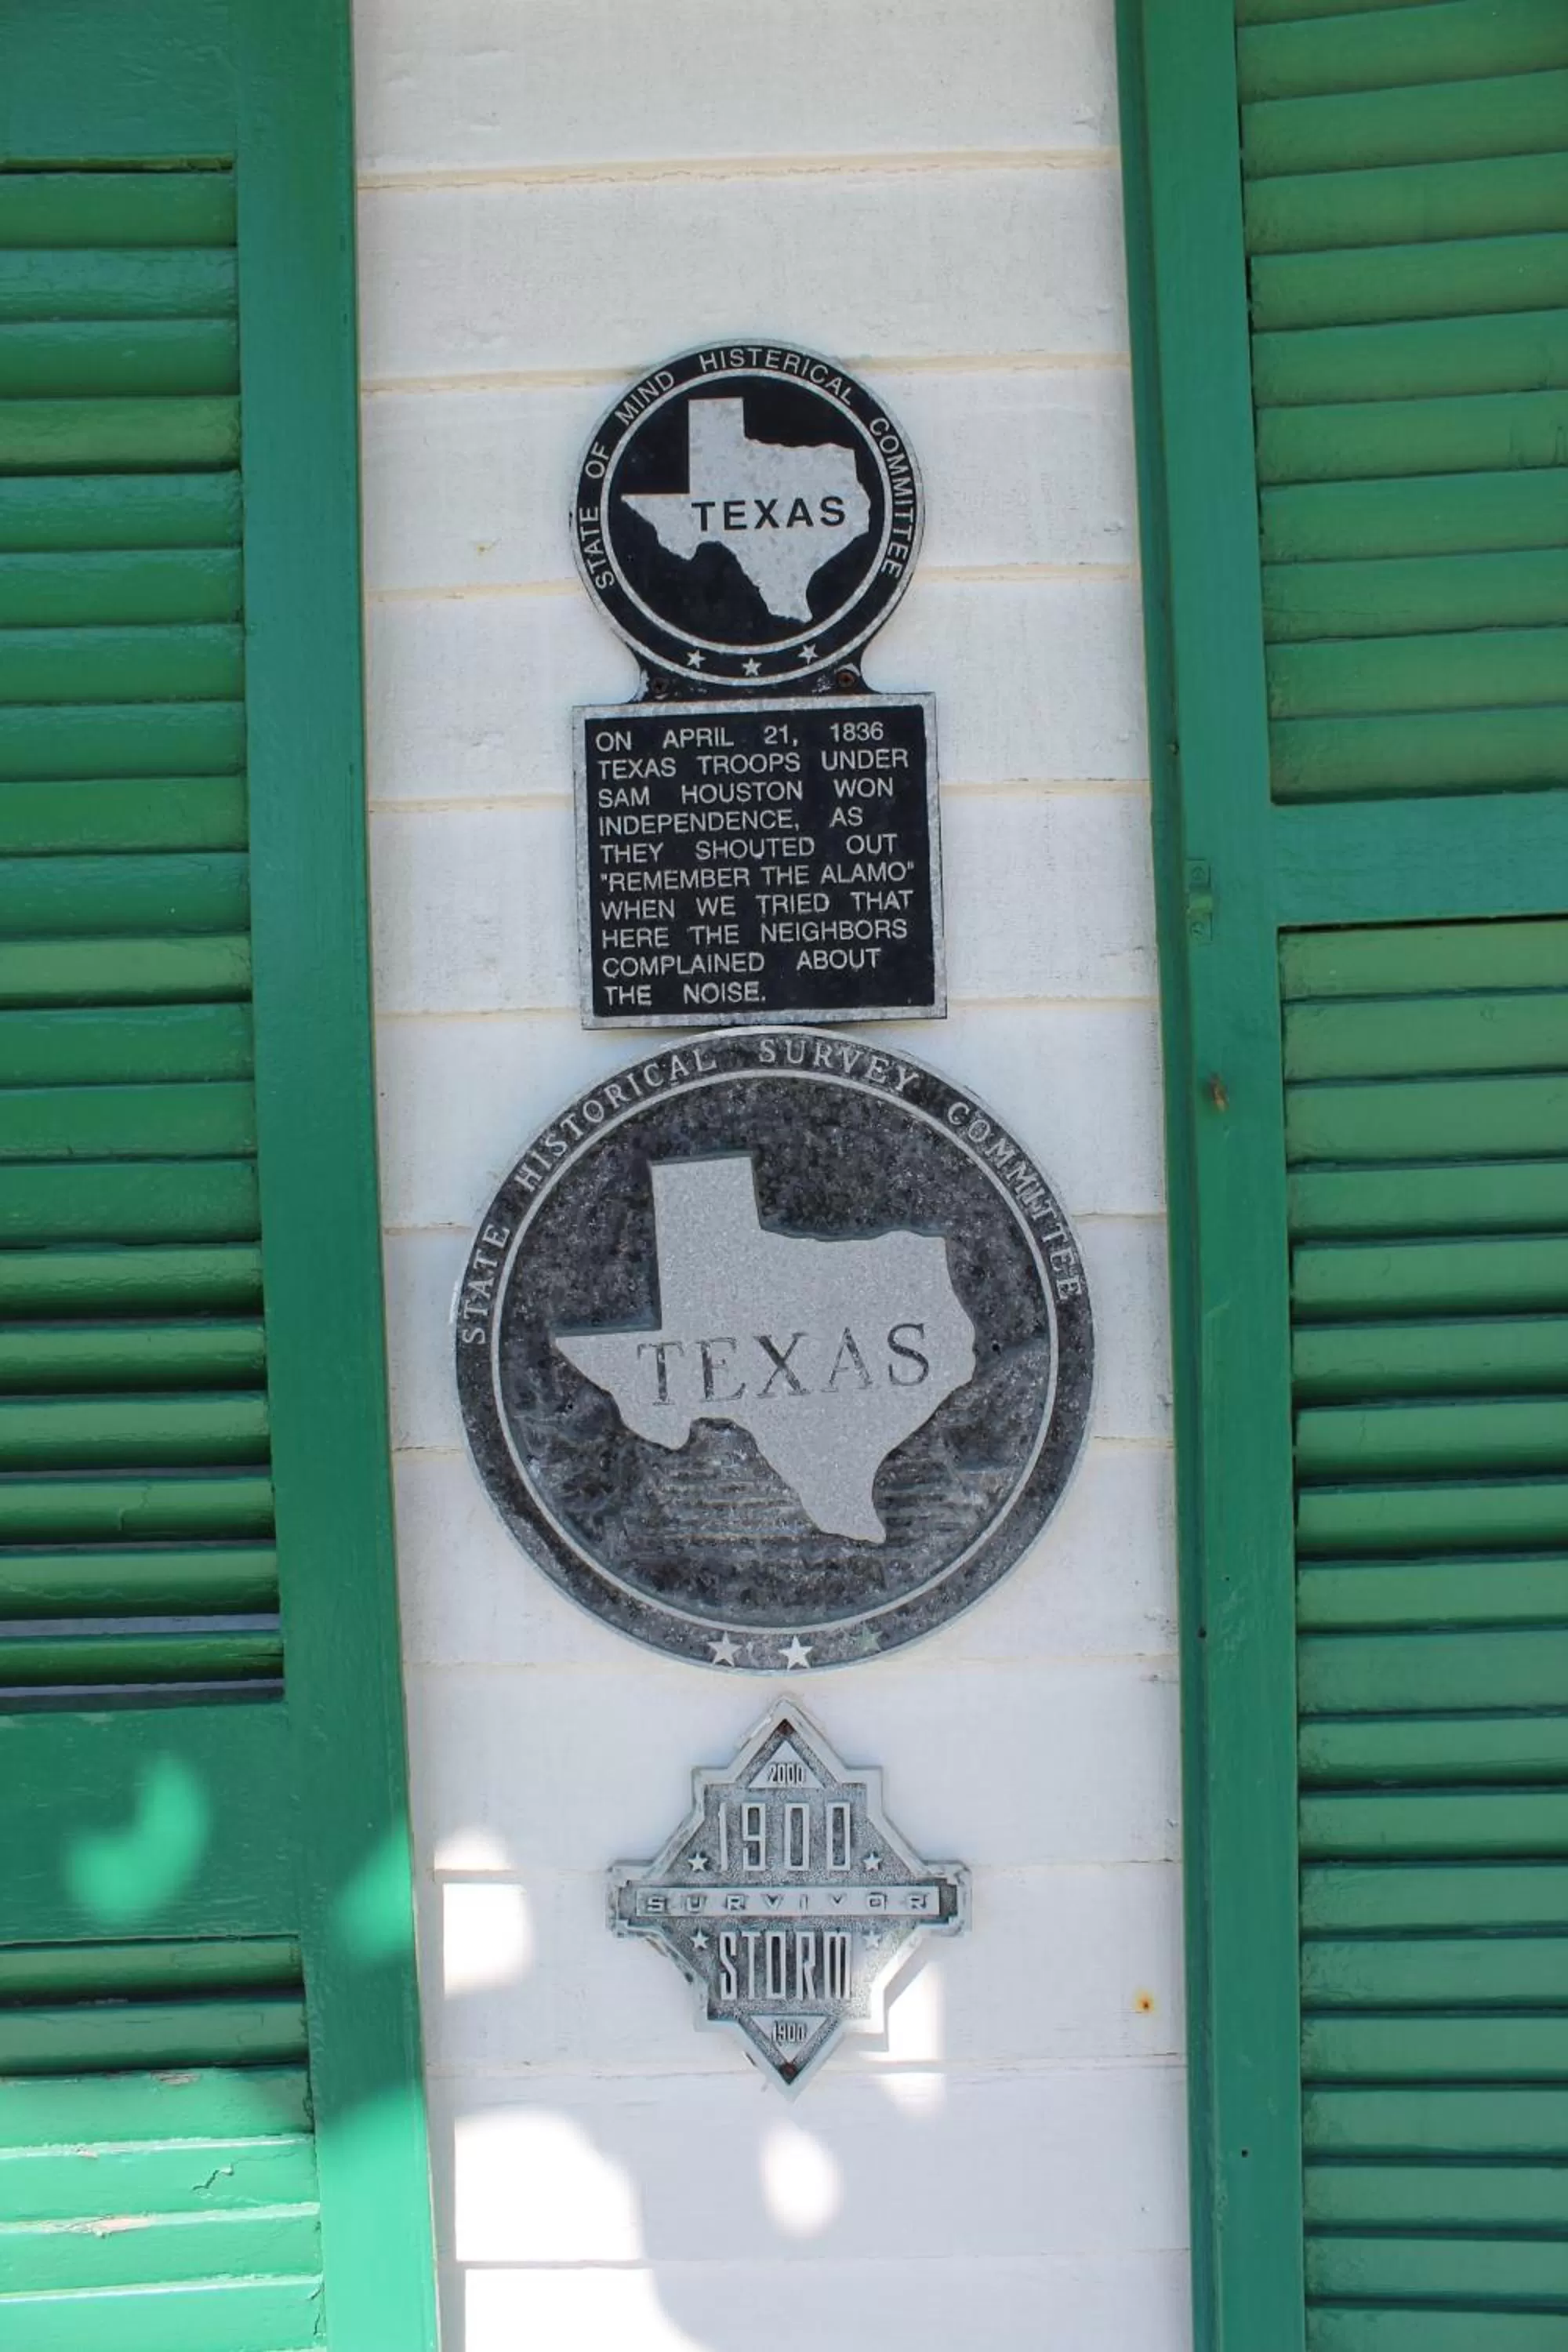 STATE OF MIND HISTERICAL COMMITTEE
TEXAS
ON APRIL 21, 1836
TEXAS TROOPS UNDER
SAM HOUSTON WON
INDEPENDENCE, AS
THEY SHOUTED OUT
"REMEMBER THE ALAMO"
WHEN WE TRIED THAT
HERE THE NEIGHBORS
COMPLAINED ABOUT
THE NOISE.
STATE HISTORICAL SURVEY COMMITTEE
TEXAS
2000
1900
SURVIVOR
STORM
1900